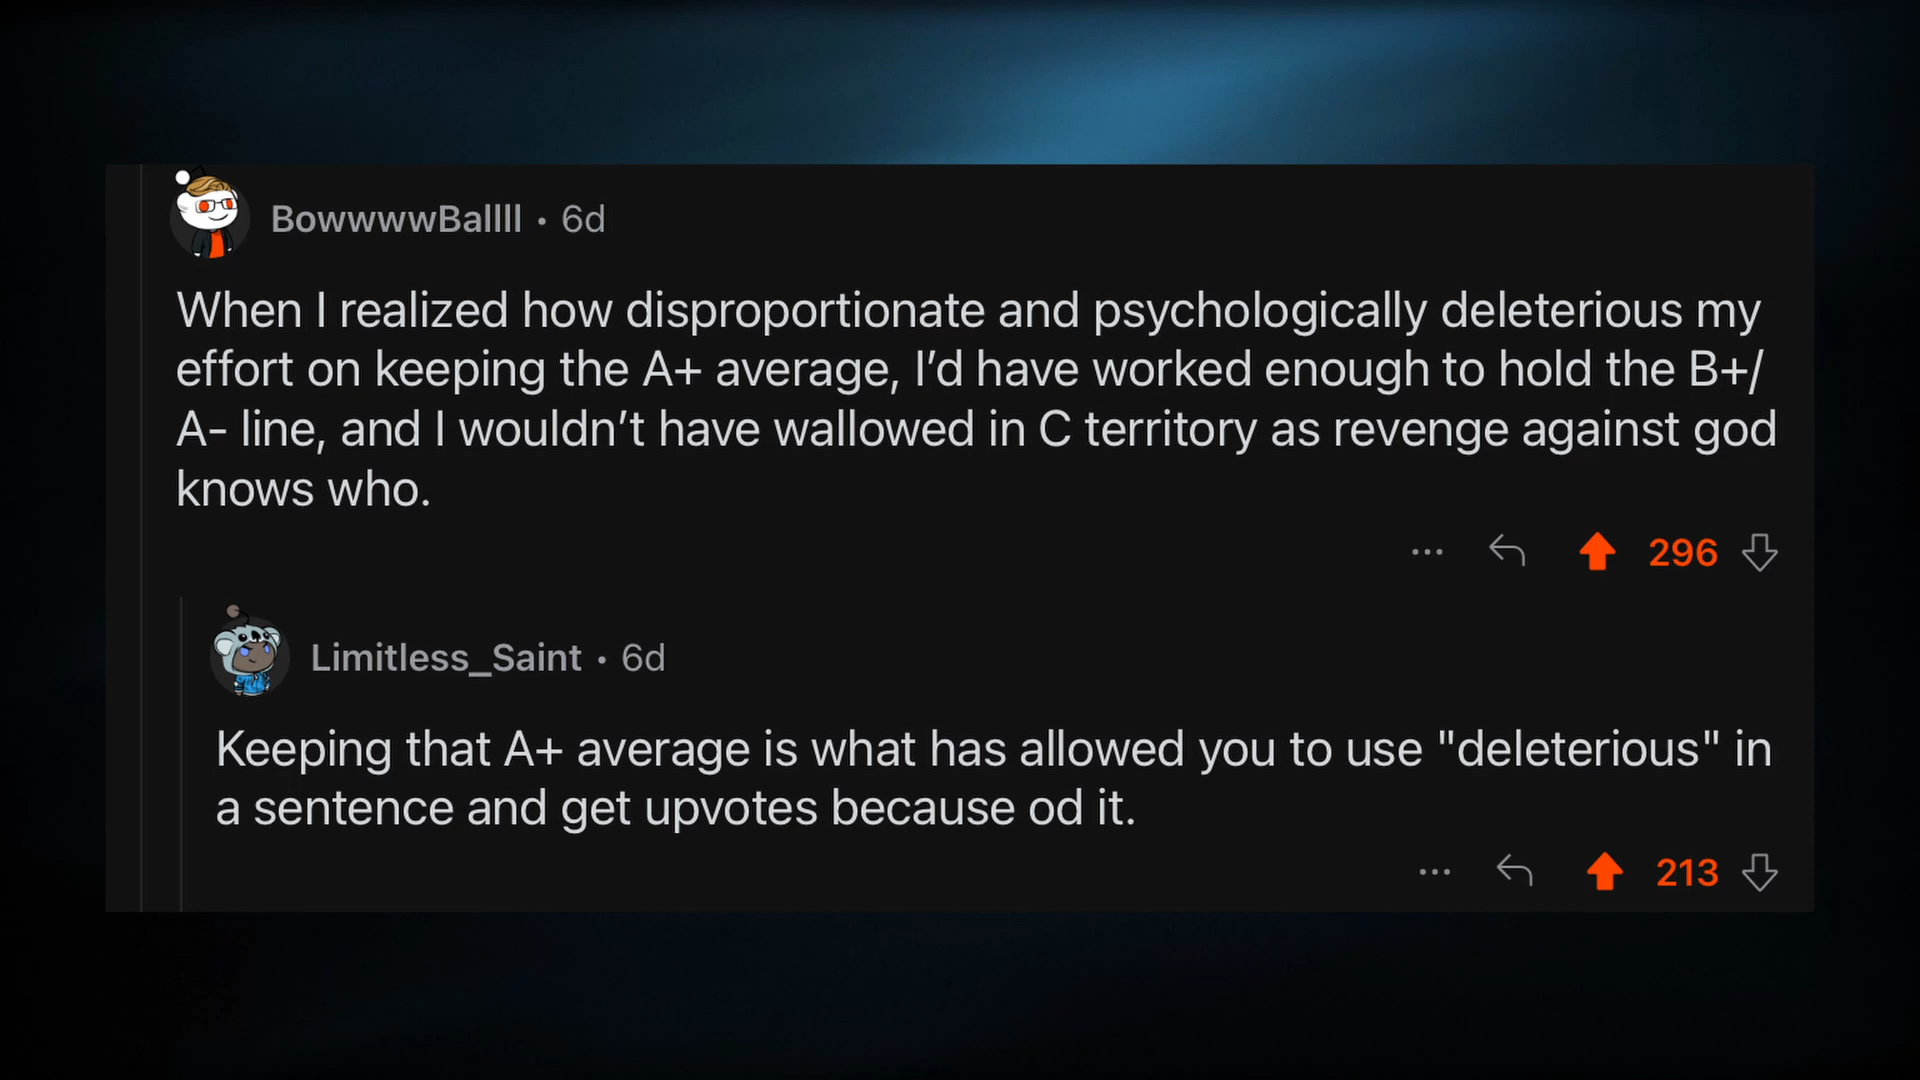 BowwwwBallll • 6d
When I realized how disproportionate and psychologically deleterious my
effort on keeping the A+ average, I’d have worked enough to hold the B+/
A- line, and I wouldn’t have wallowed in C territory as revenge against god
knows who.
296
Limitless_Saint • 6d
Keeping that A+ average is what has allowed you to use "deleterious" in
a sentence and get upvotes because od it.
213